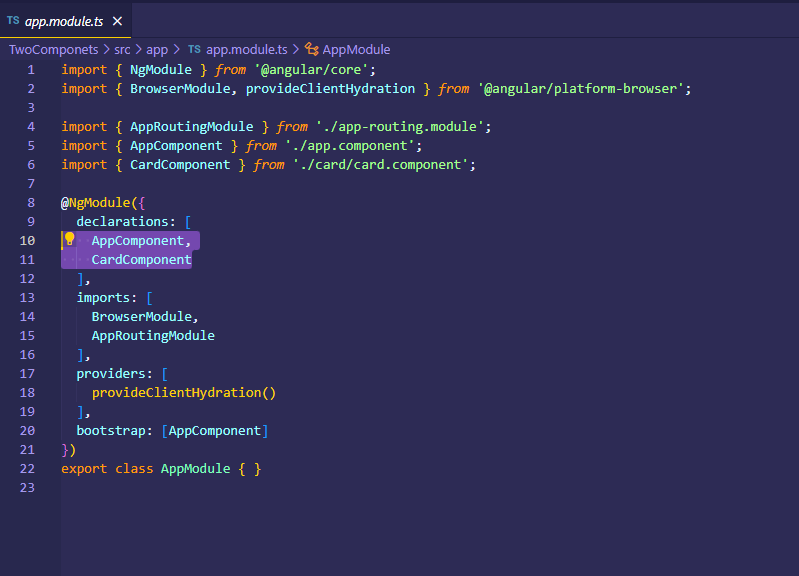 TS app.module.ts ✕
TwoComponets > src > app > TS app.module.ts > AppModule
1 import { NgModule } from '@angular/core';
2 import { BrowserModule, provideClientHydration } from '@angular/platform-browser';
3
4 import { AppRoutingModule } from './app-routing.module';
5 import { AppComponent } from './app.component';
6 import { CardComponent } from './card/card.component';
7
8 @NgModule({
9   declarations: [
10     AppComponent,
11     CardComponent
12   ],
13   imports: [
14     BrowserModule,
15     AppRoutingModule
16   ],
17   providers: [
18     provideClientHydration()
19   ],
20   bootstrap: [AppComponent]
21 })
22 export class AppModule { }
23